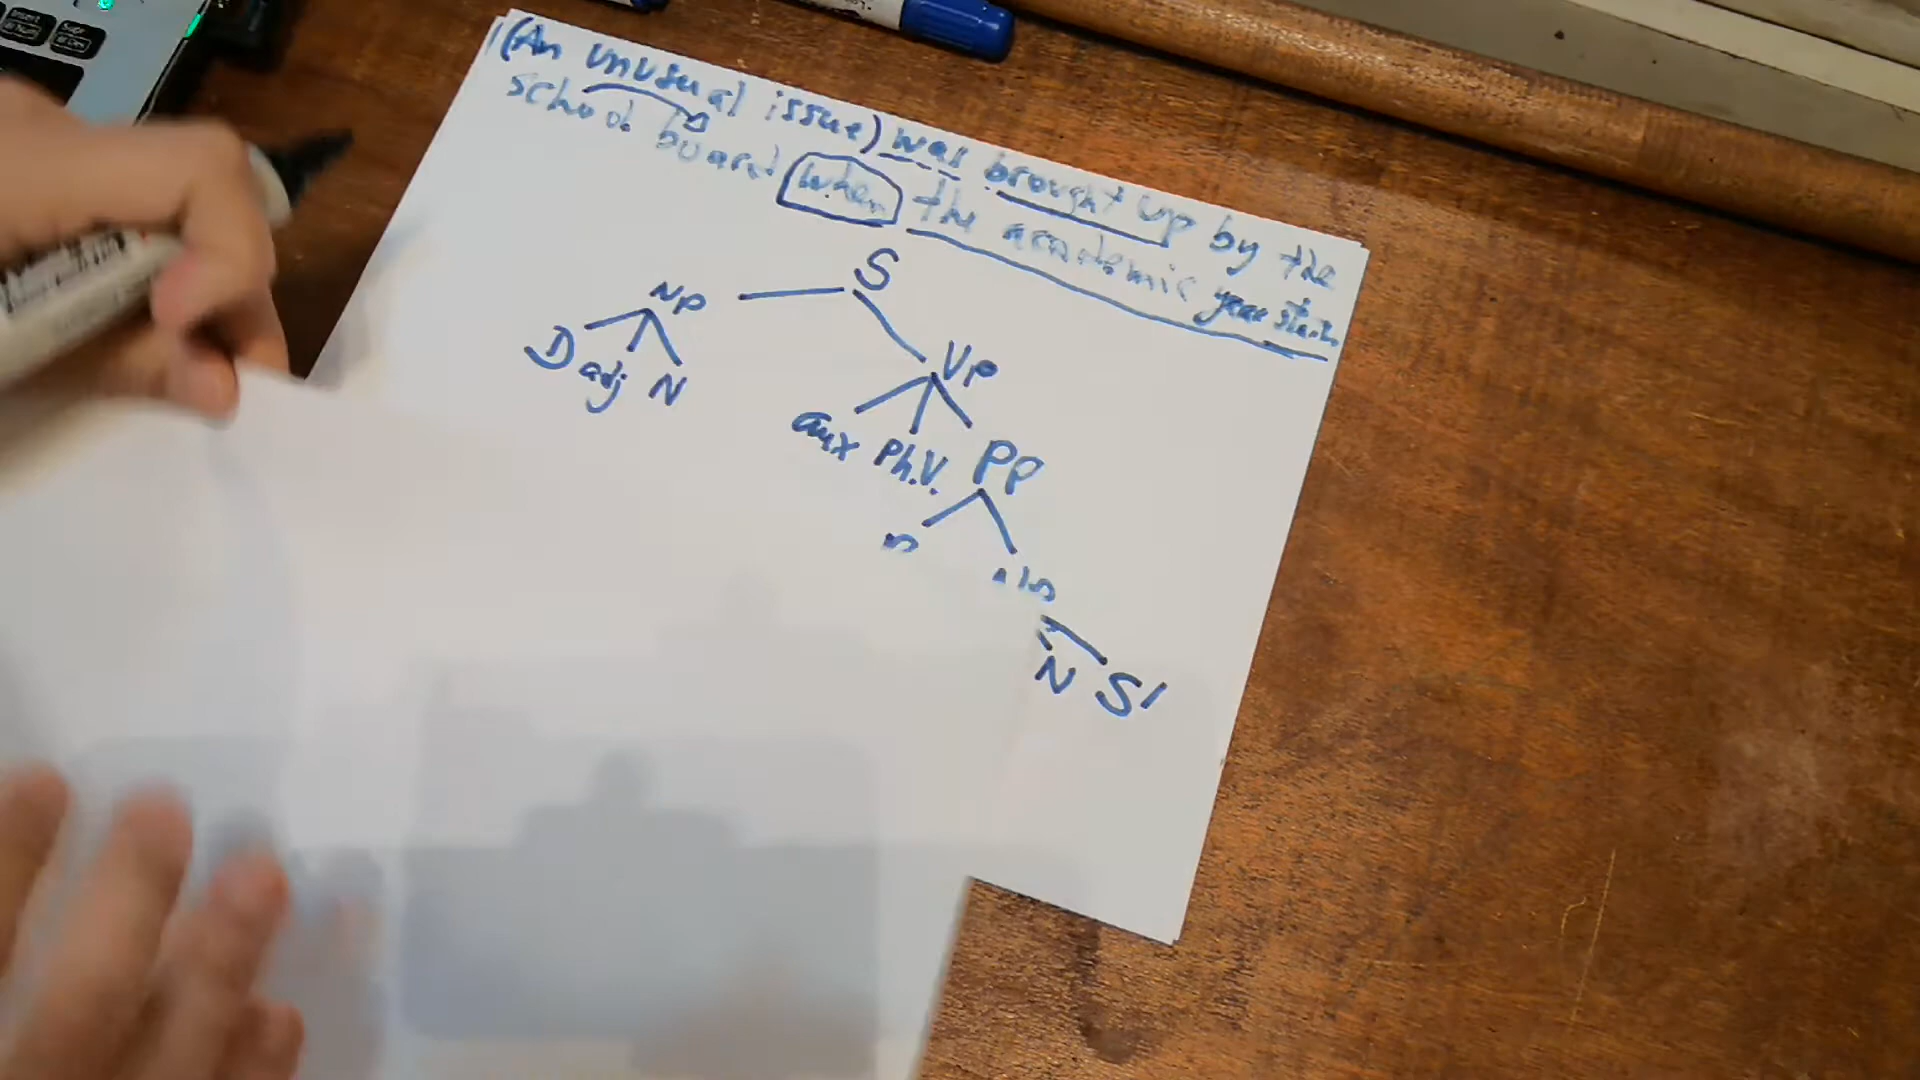 (An unusual issue) was brought up by the
school board when the academic year starts
S
NP
VP
D adj N
aux Ph.V. PP
P
N S'